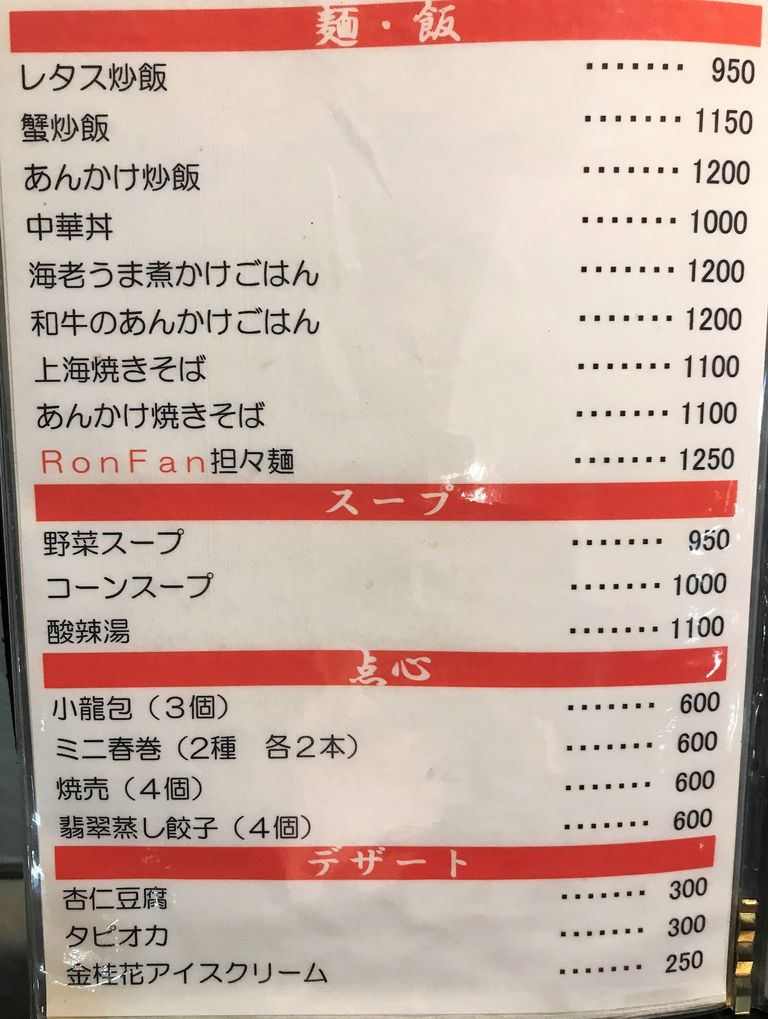 麺・飯
レタス炒飯 ・・・・・・・ 950
蟹炒飯 ・・・・・・・ 1150
あんかけ炒飯 ・・・・・・・ 1200
中華丼 ・・・・・・・ 1000
海老うま煮かけごはん ・・・・・・・ 1200
和牛のあんかけごはん ・・・・・・・ 1200
上海焼きそば ・・・・・・・ 1100
あんかけ焼きそば ・・・・・・・ 1100
ＲｏｎＦａｎ担々麺 ・・・・・・・ 1250
スープ
野菜スープ ・・・・・・・ 950
コーンスープ ・・・・・・・ 1000
酸辣湯 ・・・・・・・ 1100
点心
小龍包（３個） ・・・・・・・ 600
ミニ春巻（２種　各２本） ・・・・・・・ 600
焼売（４個） ・・・・・・・ 600
翡翠蒸し餃子（４個） ・・・・・・・ 600
デザート
杏仁豆腐 ・・・・・・・ 300
タピオカ ・・・・・・・ 300
金桂花アイスクリーム ・・・・・・・ 250